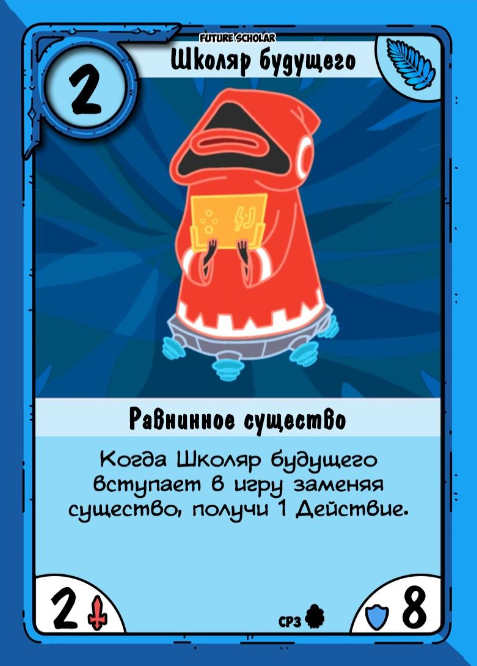 FUTURE SCHOLAR
2
Школяр будущего
Равнинное существо
Когда Школяр будущего
вступает в игру заменяя
существо, получи 1 Действие.
2
СР3
8